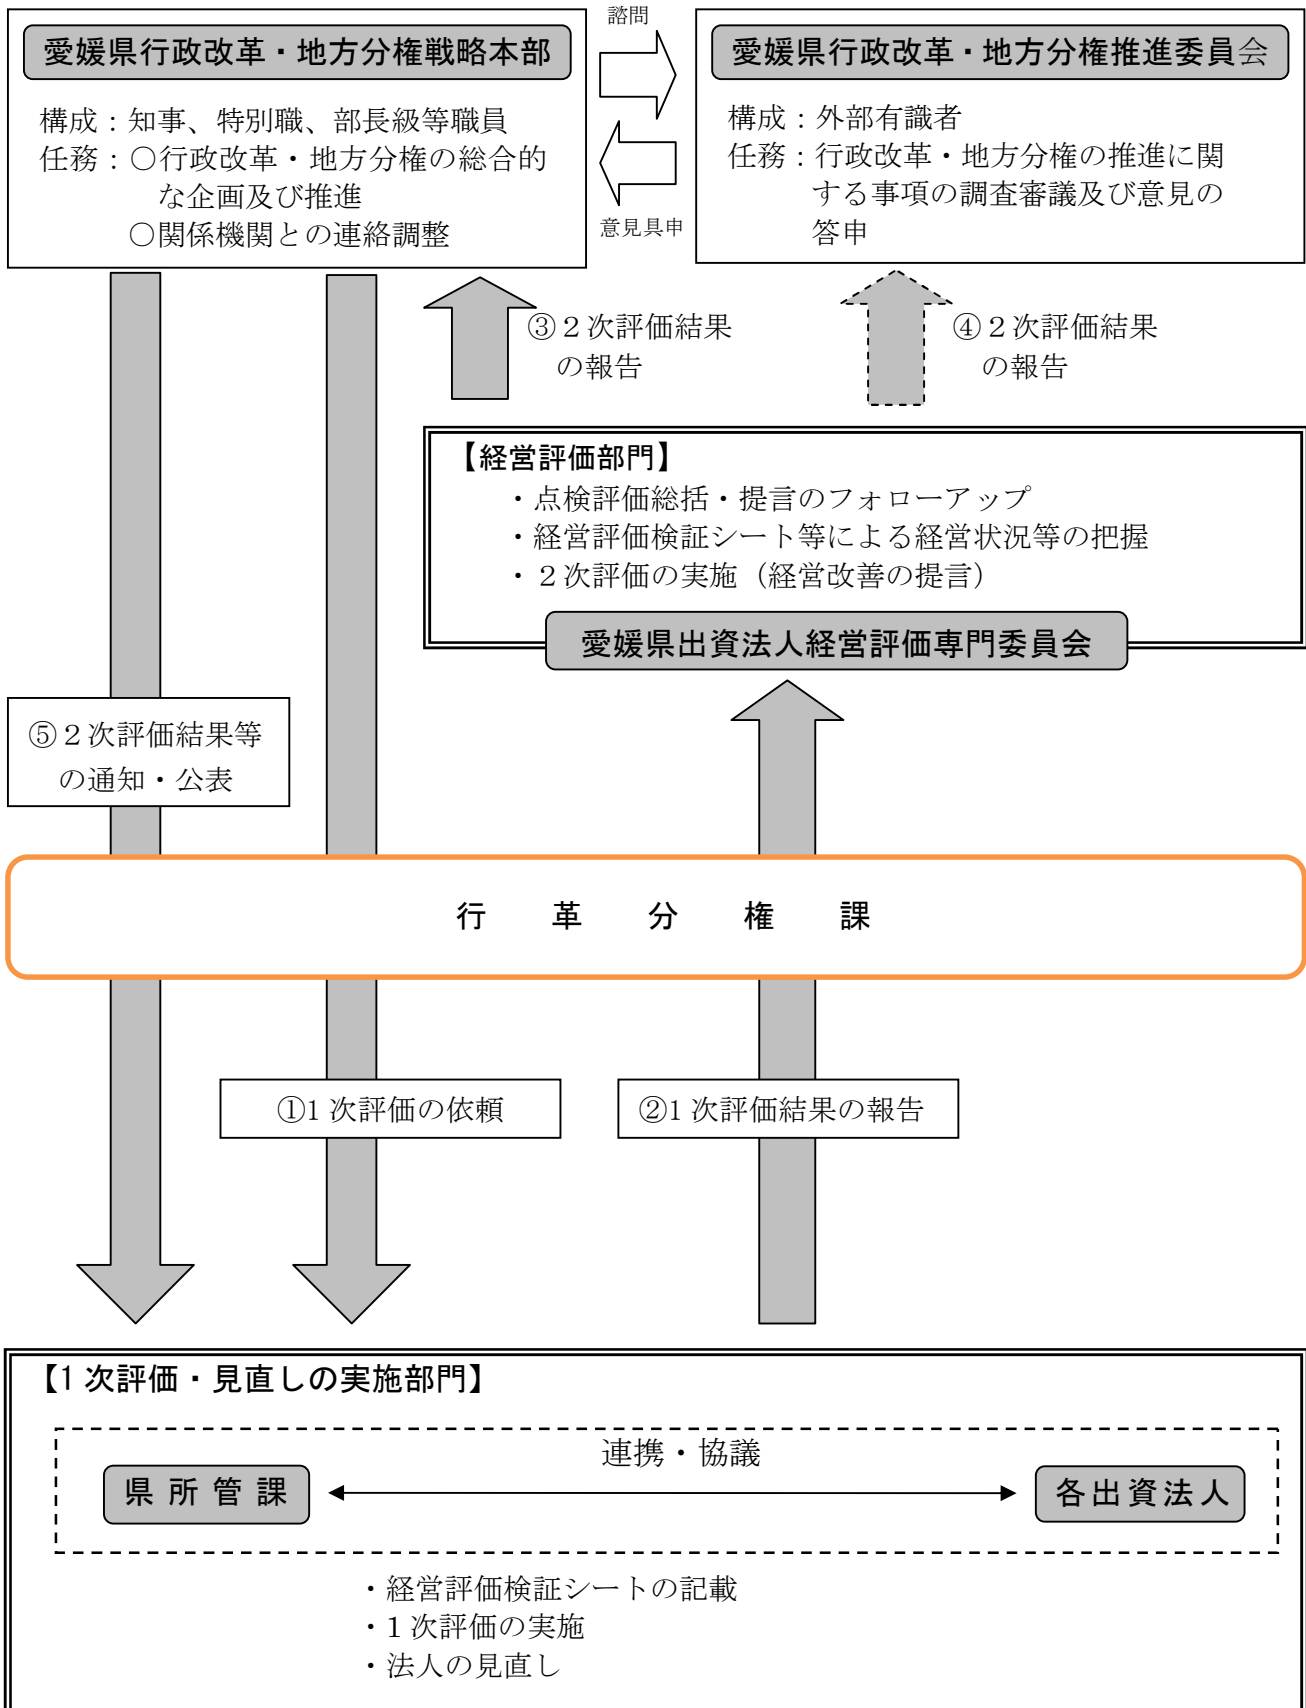 諮問
愛媛県行政改革・地方分権戦略本部
構成：知事、特別職、部長級等職員
任務：○行政改革・地方分権の総合的
な企画及び推進
○関係機関との連絡調整
意見具申
愛媛県行政改革・地方分権推進委員会
構成：外部有識者
任務：行政改革・地方分権の推進に関
する事項の調査審議及び意見の
答申
③２次評価結果
の報告
④２次評価結果
の報告
【経営評価部門】
・点検評価総括・提言のフォローアップ
・経営評価検証シート等による経営状況等の把握
・２次評価の実施（経営改善の提言）
愛媛県出資法人経営評価専門委員会
⑤２次評価結果等
の通知・公表
行　革　分　権　課
①1 次評価の依頼
②1 次評価結果の報告
【1 次評価・見直しの実施部門】
連携・協議
県所管課
各出資法人
・経営評価検証シートの記載
・1 次評価の実施
・法人の見直し